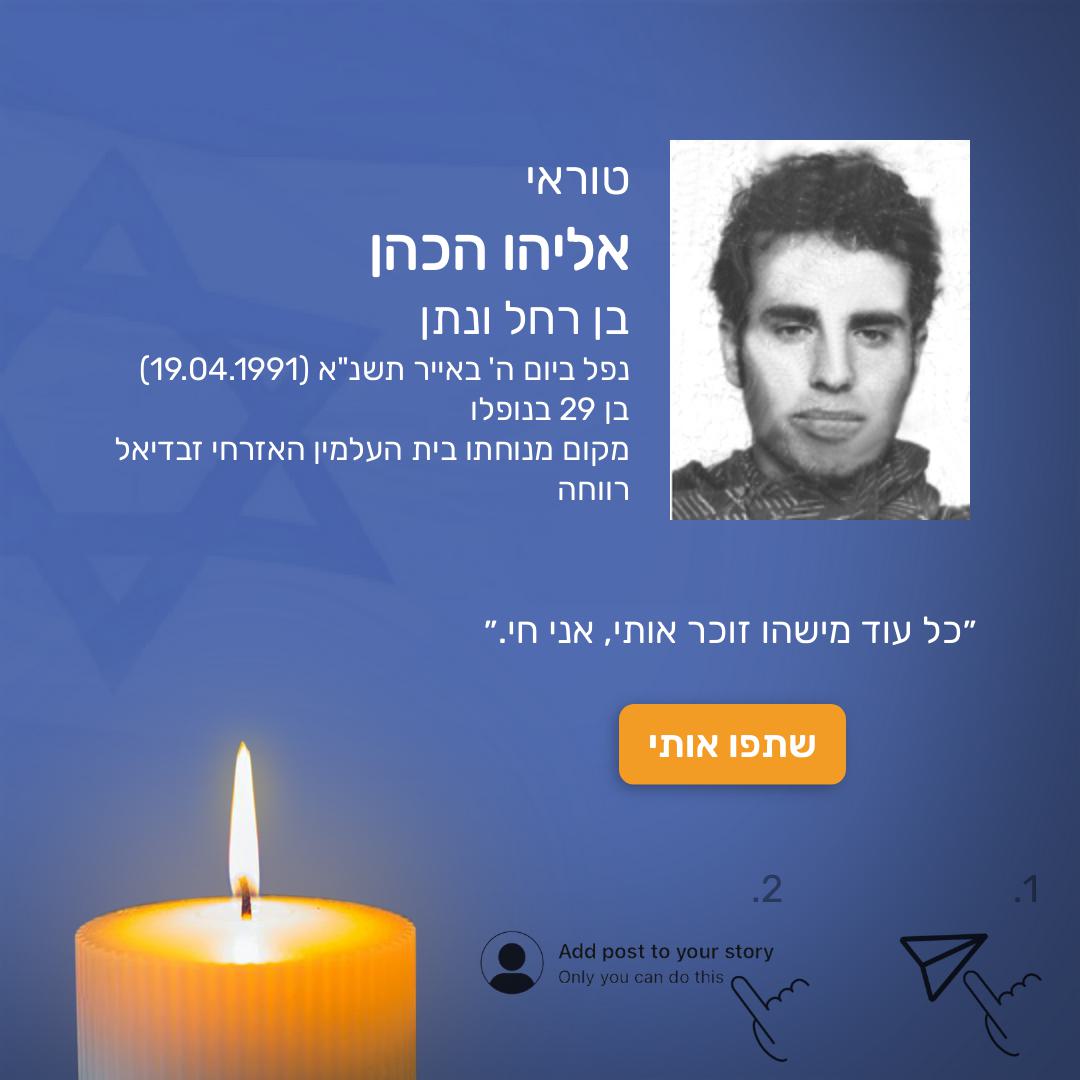 טוראי
אליהו הכהן
בן רחל ונתן
נפל ביום ה' באייר תשנ"א (19.04.1991)
בן 29 בנופלו
מקום מנוחתו בית העלמין האזרחי זבדיאל
רווחה
״כל עוד מישהו זוכר אותי, אני חי.״
שתפו אותי
.1
.2
Add post to your story
Only you can do this